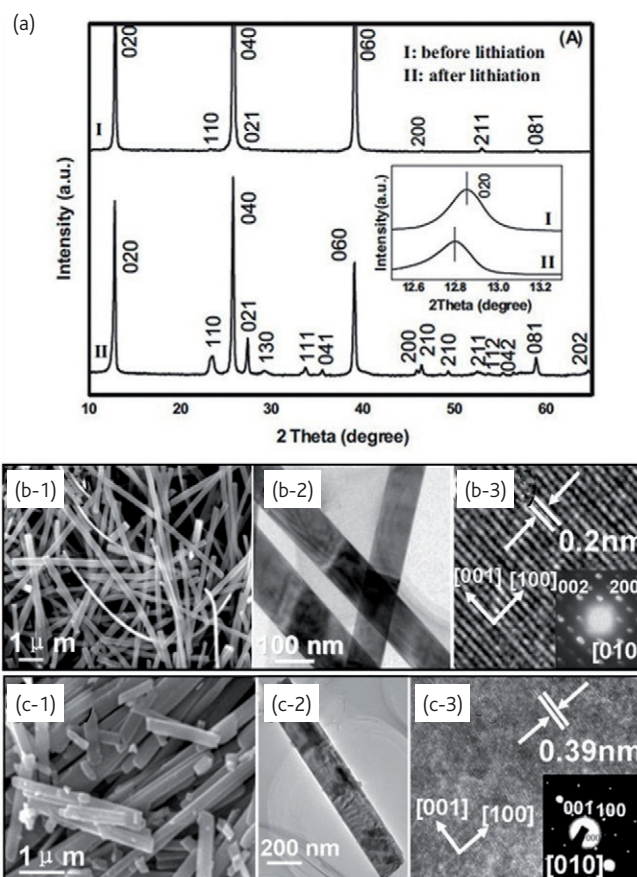 (a)
(A)
I: before lithiation
II: after lithiation
020
040
060
I
110
021
200
211
081
Intensity (a.u.)
020
040
060
II
110
021
130
111
041
200
210
210
211
112
042
081
202
10 20 30 40 50 60
2 Theta (degree)
Intensity(a.u.)
020
I
II
12.6 12.8 13.0 13.2
2Theta (degree)
(b-1)
1 μm
(b-2)
100 nm
(b-3)
0.2nm
[001] [100]
002 200
[010]
(c-1)
1 μm
(c-2)
200 nm
(c-3)
0.39nm
[001] [100]
001 100
000
[010]